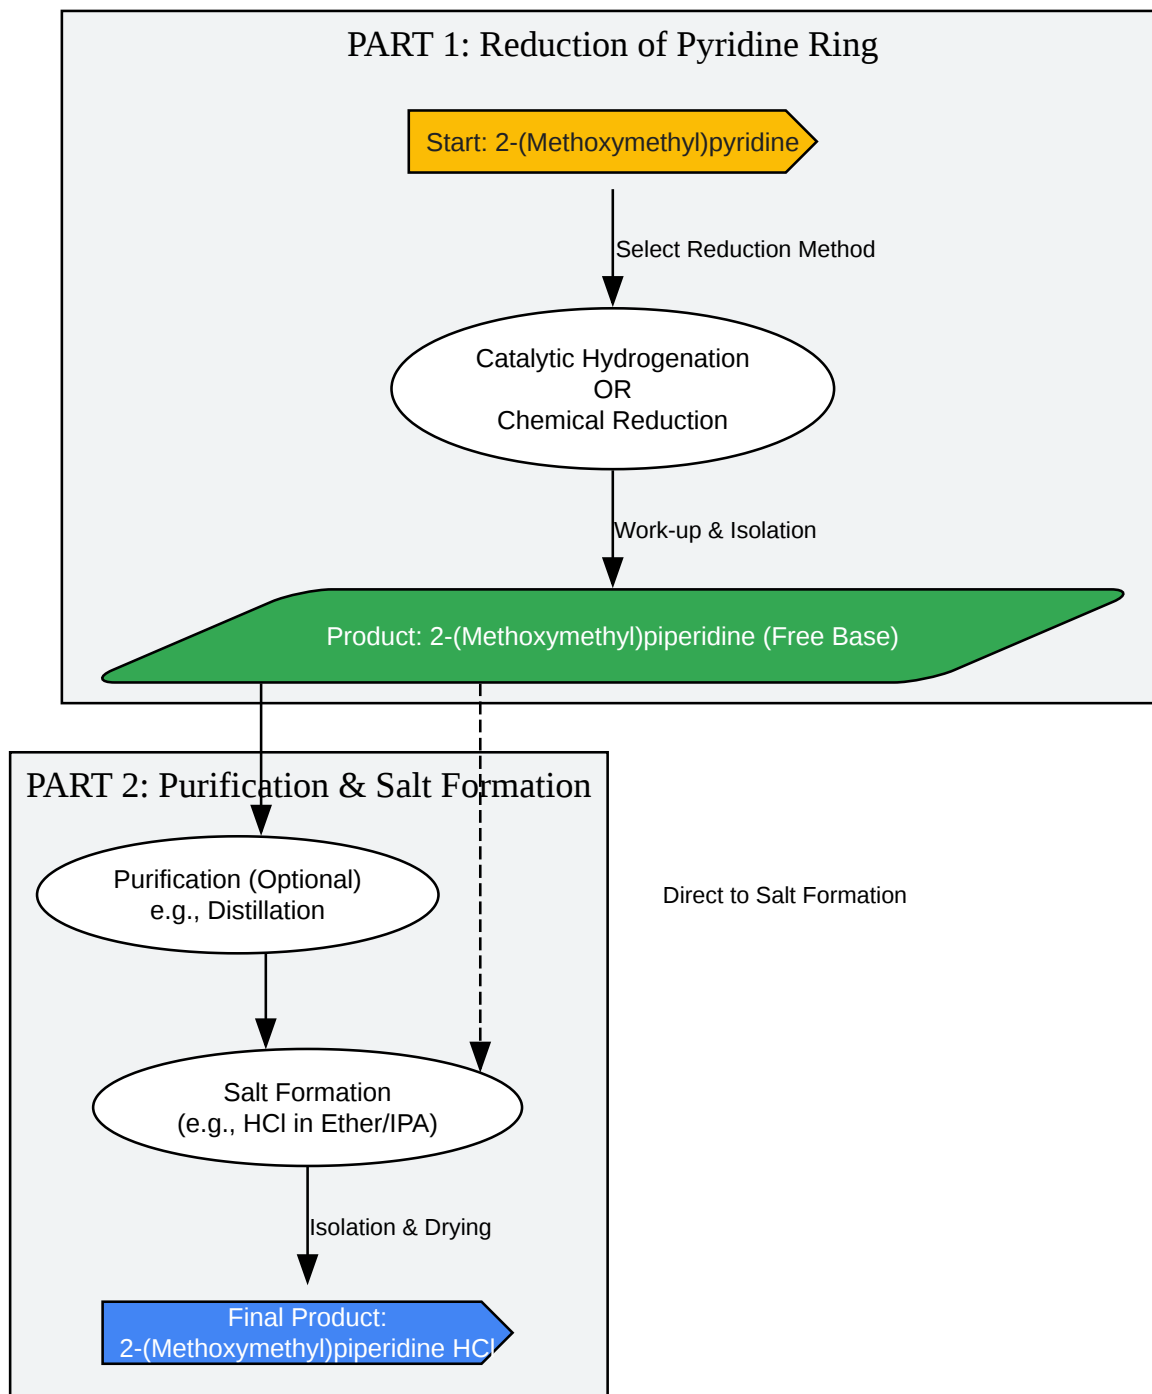 PART 1: Reduction of Pyridine Ring
Start: 2-(Methoxymethyl)pyridine
Select Reduction Method
Catalytic Hydrogenation
OR
Chemical Reduction
Work-up & Isolation
Product: 2-(Methoxymethyl)piperidine (Free Base)
PART 2: Purification & Salt Formation
Purification (Optional)
e.g., Distillation
Direct to Salt Formation
Salt Formation
(e.g., HCl in Ether/IPA)
Isolation & Drying
Final Product:
2-(Methoxymethyl)piperidine HCl